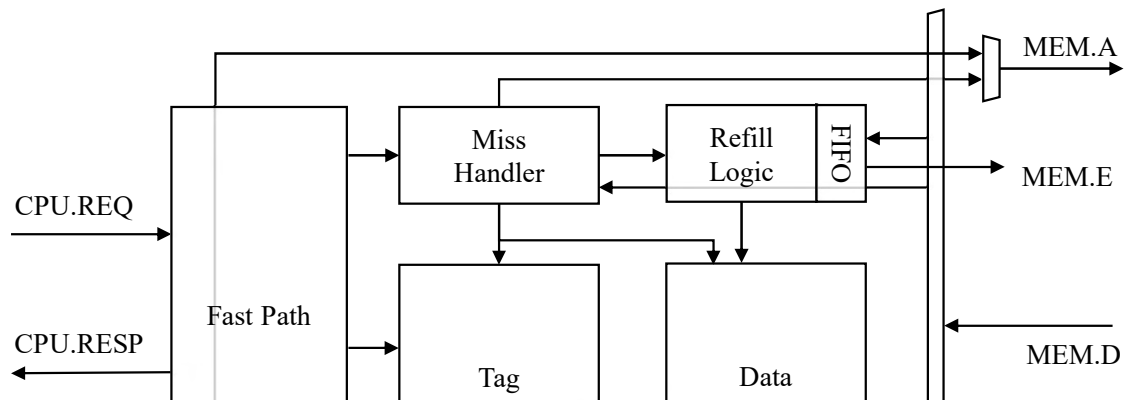 MEM.A
Miss
Handler
Refill
Logic
FIFO
MEM.E
CPU.REQ
Fast Path
CPU.RESP
MEM.D
Tag
Data